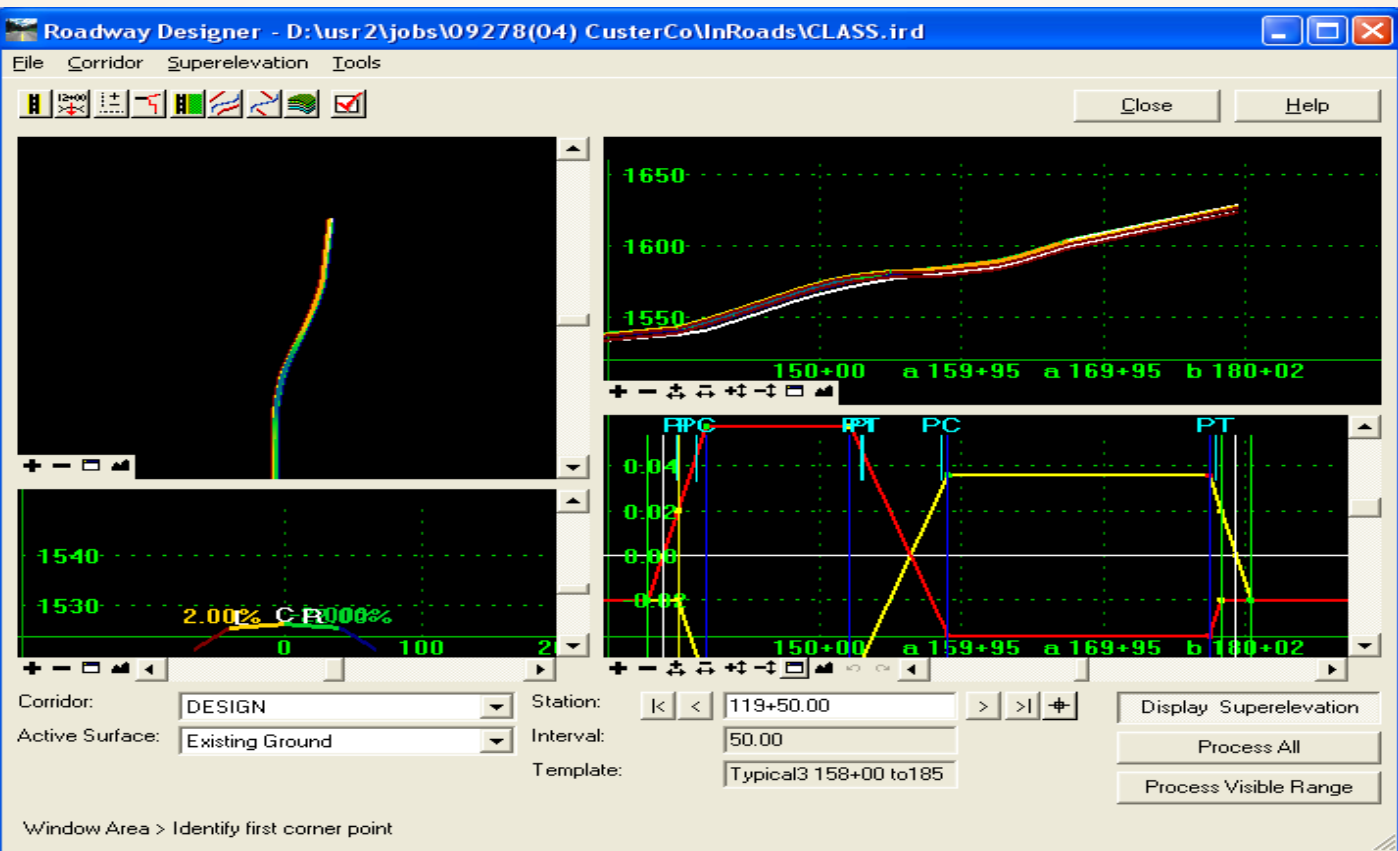 Roadway Designer - D:\usr2\jobs\09278(04) CusterCo\InRoads\CLASS.ird
File Corridor Superelevation Tools
12+00
Close Help
1650
1600
1550
150+00 a 159+95 a 169+95 b 180+02
PC PT PC PT
0.04
0.02
0.00
-0.02
150+00 a 159+95 a 169+95 b 180+02
1540
1530
2.00% C R
0 100
Corridor: DESIGN
Active Surface: Existing Ground
Station: |< < 119+50.00 > >|
Interval: 50.00
Template: Typical3 158+00 to185
Display Superelevation
Process All
Process Visible Range
Window Area > Identify first corner point